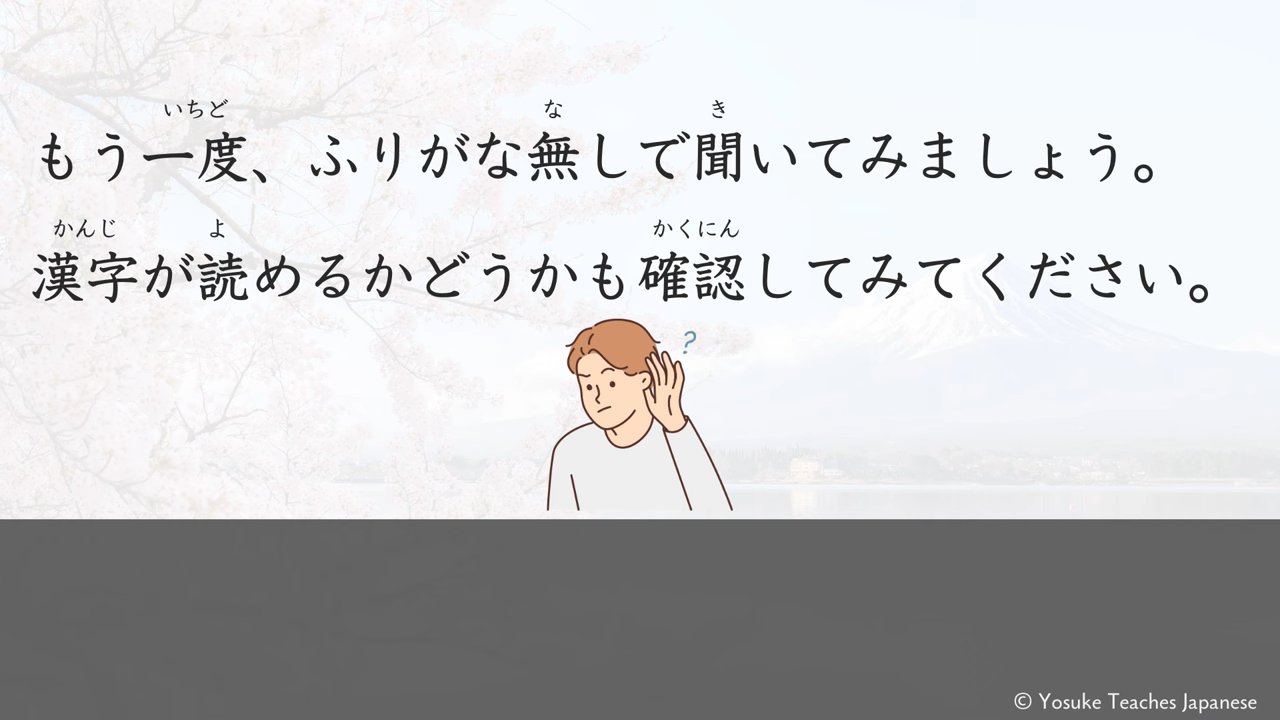 いちど な き
もう一度、ふりがな無しで聞いてみましょう。
かんじ よ かくにん
漢字が読めるかどうかも確認してみてください。
?
© Yosuke Teaches Japanese